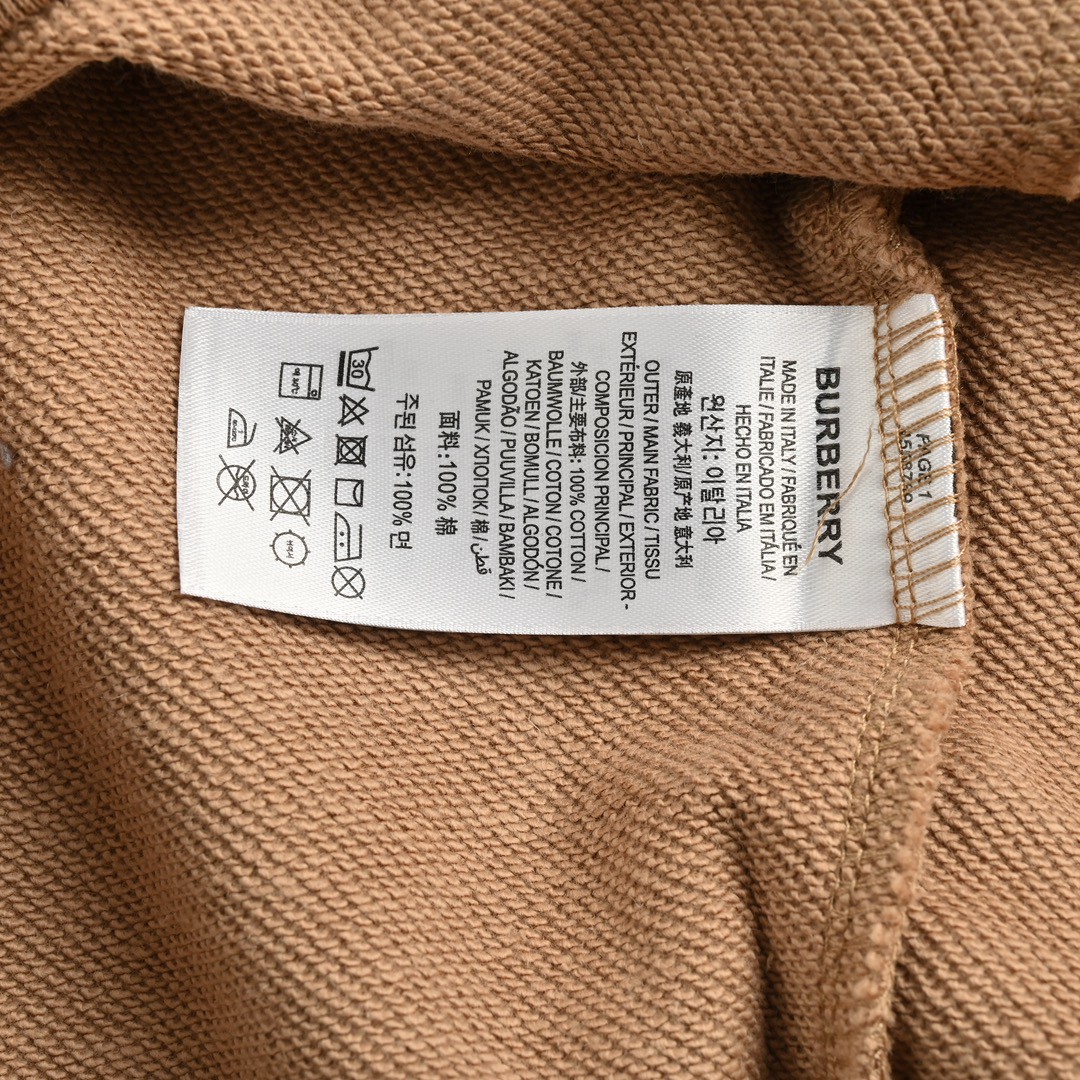 PAGE 1
BURBERRY
MADE IN ITALY / FABRIQUÉ EN
ITALIE / FABRICADO EM ITÁLIA /
HECHO EN ITALIA
원산지: 이탈리아
原產地 義大利/原产地 意大利
OUTER / MAIN FABRIC / TISSU
EXTÉRIEUR / PRINCIPAL / EXTERIOR-
COMPOSICION PRINCIPAL /
外部/主要布料: 100% COTTON /
BAUMWOLLE / COTON / COTONE /
KATOEN / BOMULL / ALGODÓN /
ALGODÃO / PUUVILLA / BAMBAKI /
PAMUK / ХЛОПОК / 棉 / قطن
面料:100% 棉
주된 섬유:100% 면
30